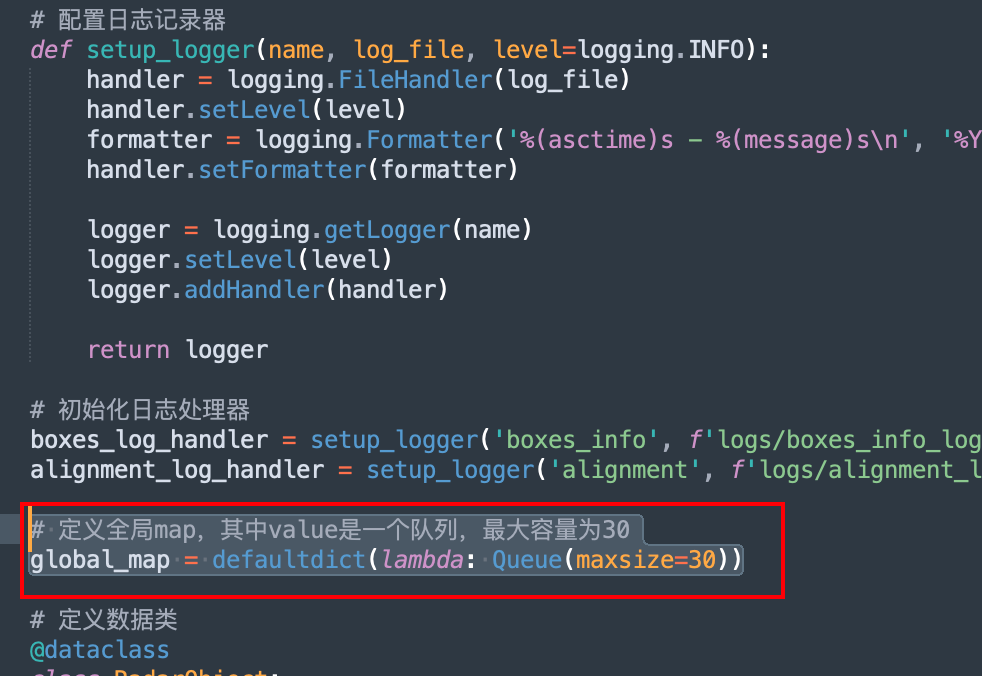 # 配置日志记录器
def setup_logger(name, log_file, level=logging.INFO):
    handler = logging.FileHandler(log_file)
    handler.setLevel(level)
    formatter = logging.Formatter('%(asctime)s - %(message)s\n', '%Y
    handler.setFormatter(formatter)
    logger = logging.getLogger(name)
    logger.setLevel(level)
    logger.addHandler(handler)
    return logger
# 初始化日志处理器
boxes_log_handler = setup_logger('boxes_info', f'logs/boxes_info_log
alignment_log_handler = setup_logger('alignment', f'logs/alignment_l
# 定义全局map，其中value是一个队列，最大容量为30
global_map = defaultdict(lambda: Queue(maxsize=30))
# 定义数据类
@dataclass
class RadarObject: